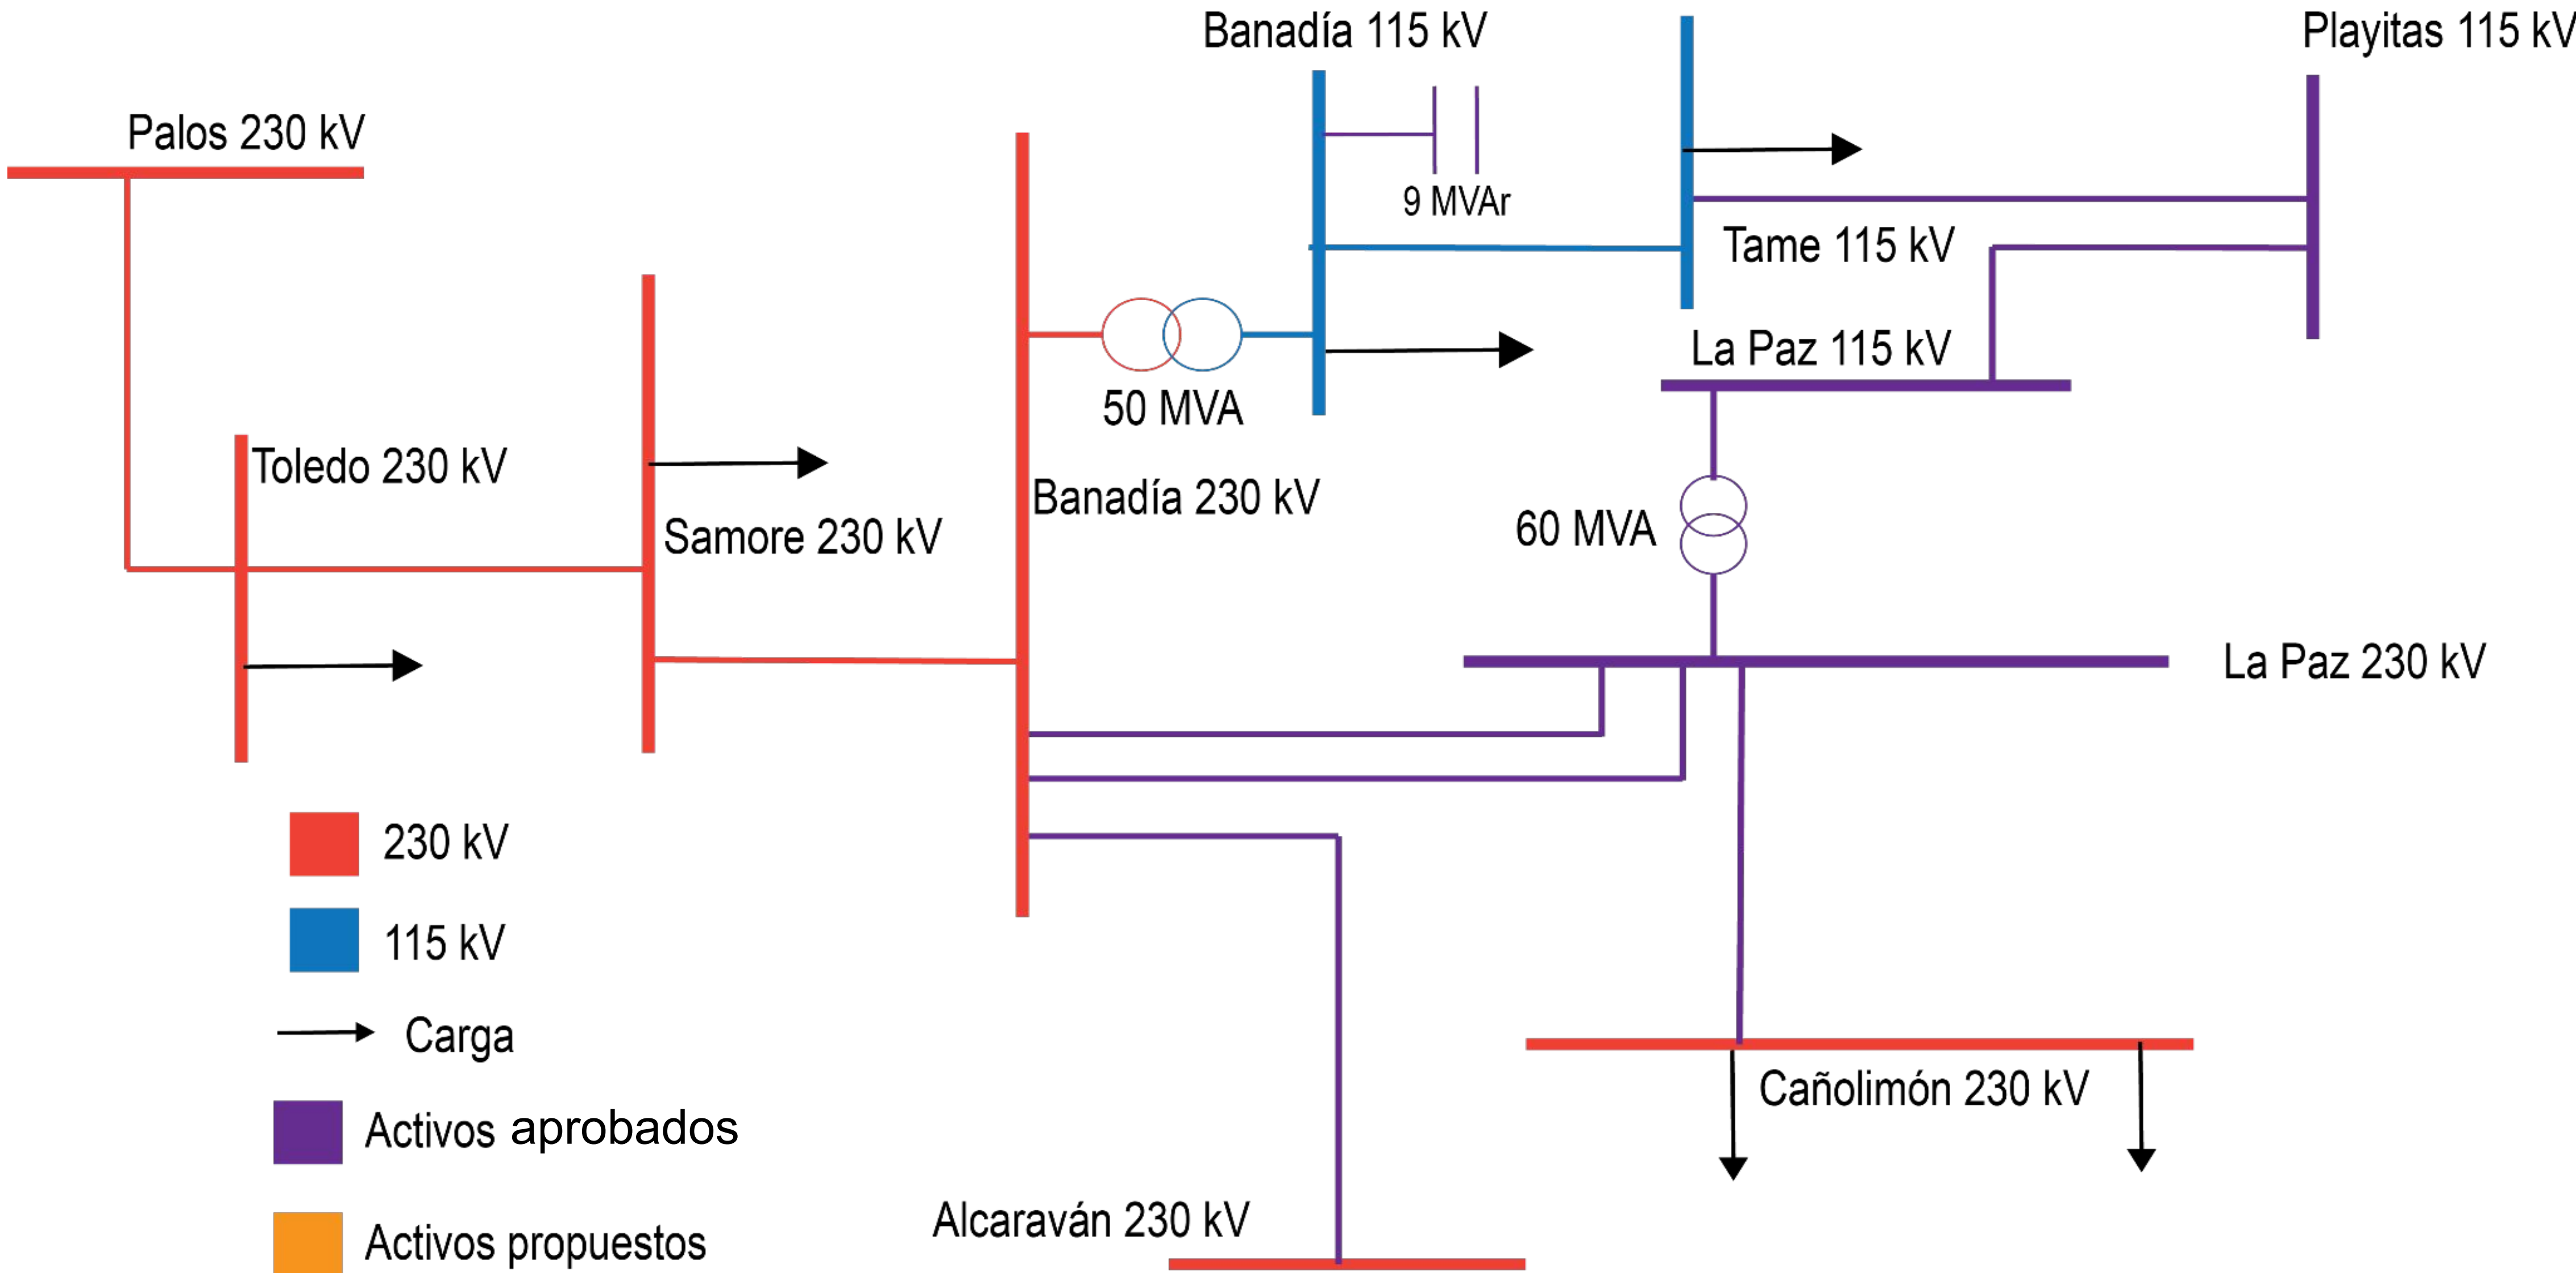 Banadía 115 kV
Playitas 115 kV
Palos 230 kV
9 MVAr
Tame 115 kV
La Paz 115 kV
50 MVA
Toledo 230 kV
Banadía 230 kV
Samore 230 kV
60 MVA
La Paz 230 kV
230 kV
115 kV
Carga
Cañolimón 230 kV
Activos aprobados
Alcaraván 230 kV
Activos propuestos